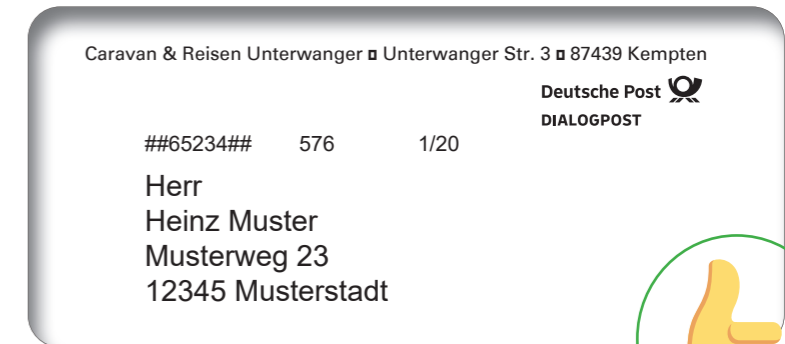 Caravan & Reisen Unterwanger ¤ Unterwanger Str. 3 ¤ 87439 Kempten
Deutsche Post
DIALOGPOST
##65234## 576 1/20
Herr
Heinz Muster
Musterweg 23
12345 Musterstadt